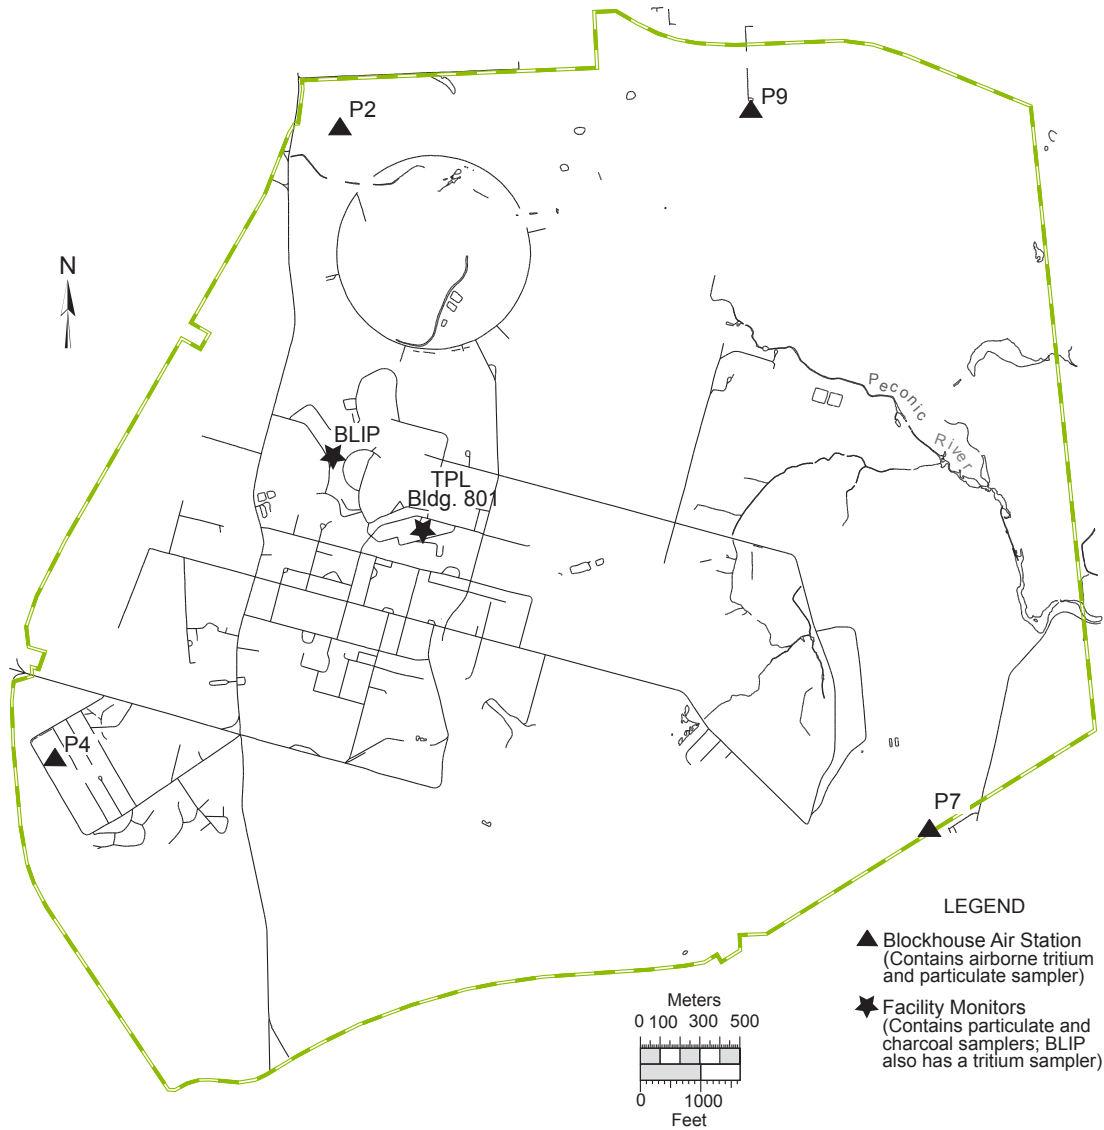 P2
P9
N
Peconic
River
BLIP
TPL
Bldg. 801
P4
P7
LEGEND
Blockhouse Air Station
(Contains airborne tritium
and particulate sampler)
Facility Monitors
(Contains particulate and
charcoal samplers; BLIP
also has a tritium sampler)
Meters
0 100 300 500
0 1000
Feet